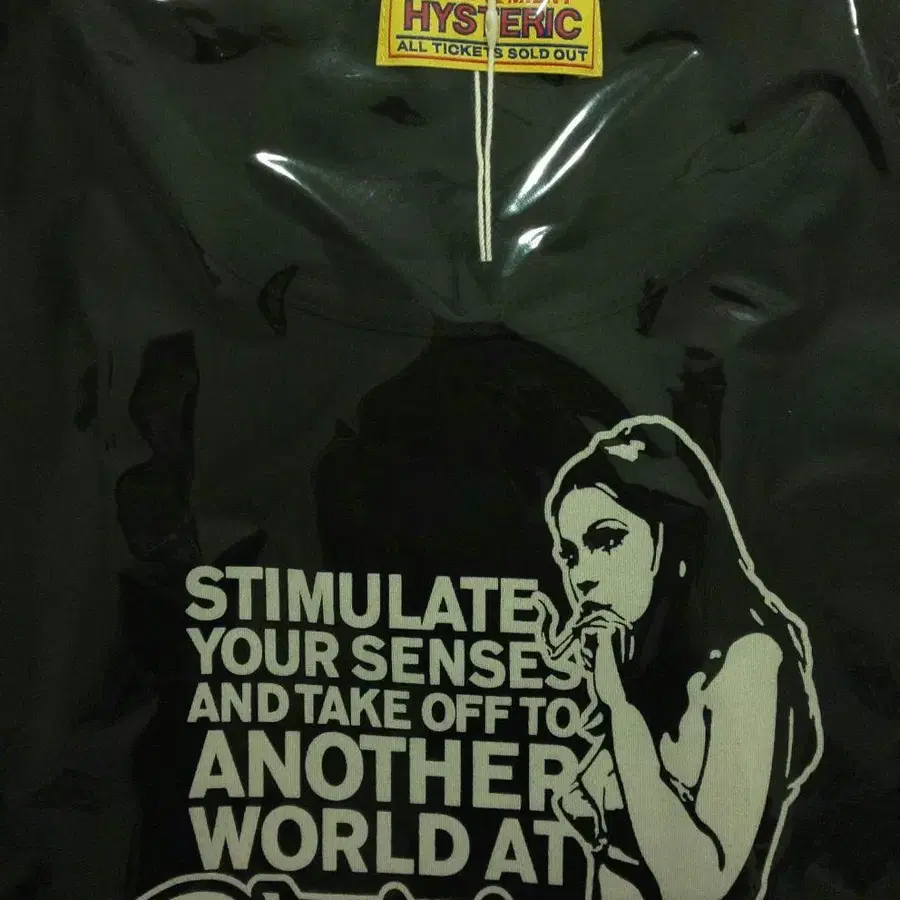 HYSTERIC
ALL TICKETS SOLD OUT
STIMULATE
YOUR SENSES
AND TAKE OFF TO
ANOTHER
WORLD AT